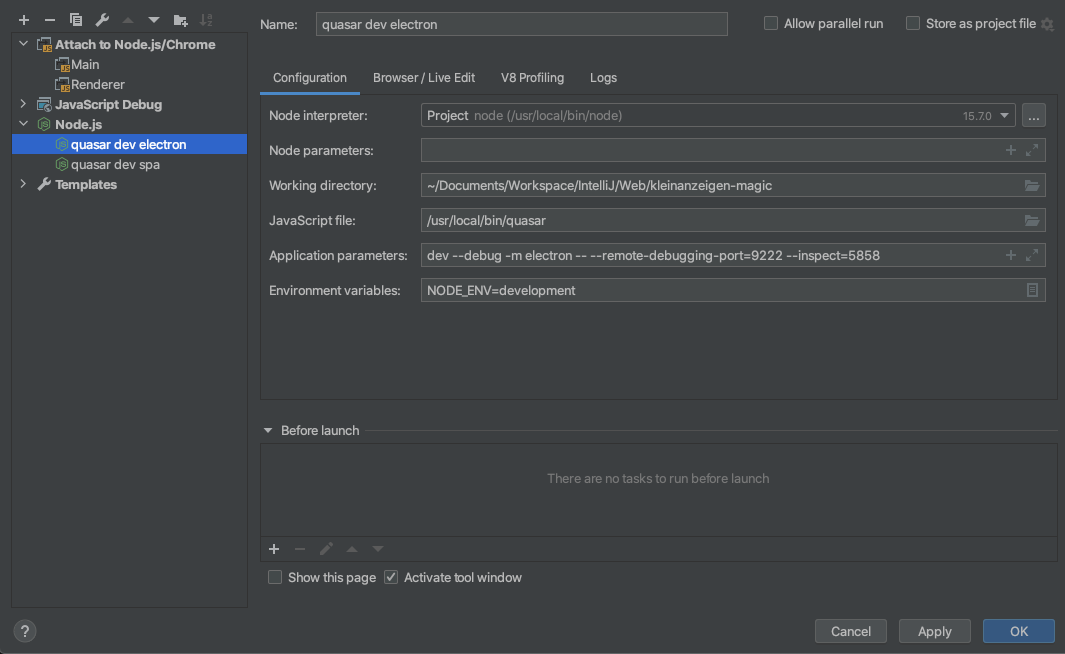 Name: quasar dev electron
Allow parallel run
Store as project file
Attach to Node.js/Chrome
Main
Renderer
JavaScript Debug
Node.js
quasar dev electron
quasar dev spa
Templates
Configuration Browser / Live Edit V8 Profiling Logs
Node interpreter: Project node (/usr/local/bin/node) 15.7.0 ...
Node parameters:
Working directory: ~/Documents/Workspace/IntelliJ/Web/kleinanzeigen-magic
JavaScript file: /usr/local/bin/quasar
Application parameters: dev --debug -m electron -- --remote-debugging-port=9222 --inspect=5858
Environment variables: NODE_ENV=development
Before launch
There are no tasks to run before launch
Show this page Activate tool window
? Cancel Apply OK